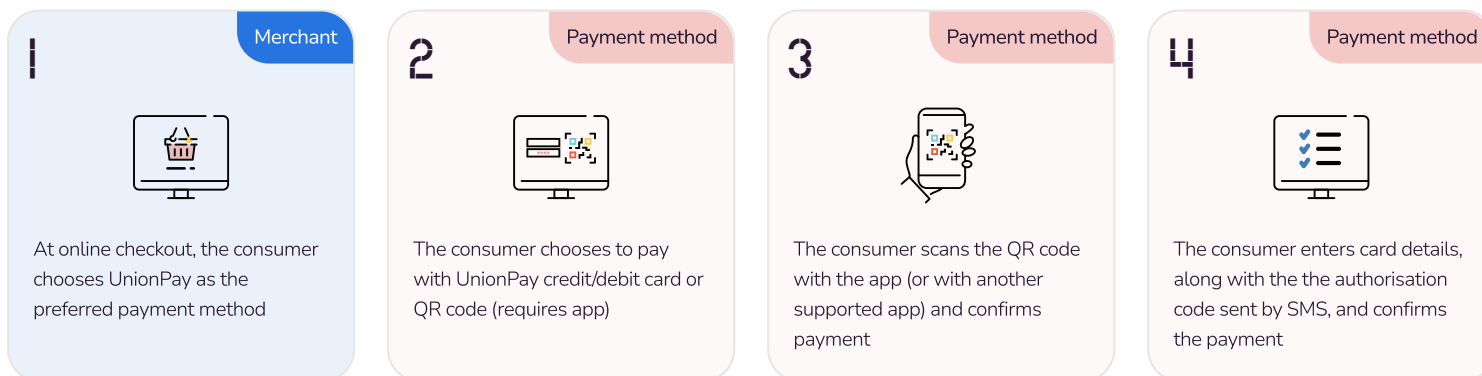 1
Merchant
At online checkout, the consumer
chooses UnionPay as the
preferred payment method
2
Payment method
The consumer chooses to pay
with UnionPay credit/debit card or
QR code (requires app)
3
Payment method
The consumer scans the QR code
with the app (or with another
supported app) and confirms
payment
4
Payment method
The consumer enters card details,
along with the the authorisation
code sent by SMS, and confirms
the payment